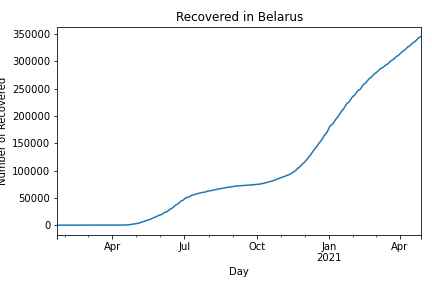 Recovered in Belarus
Number of Recovered
350000
300000
250000
200000
150000
100000
50000
0
Apr
Jul
Oct
Jan
2021
Apr
Day